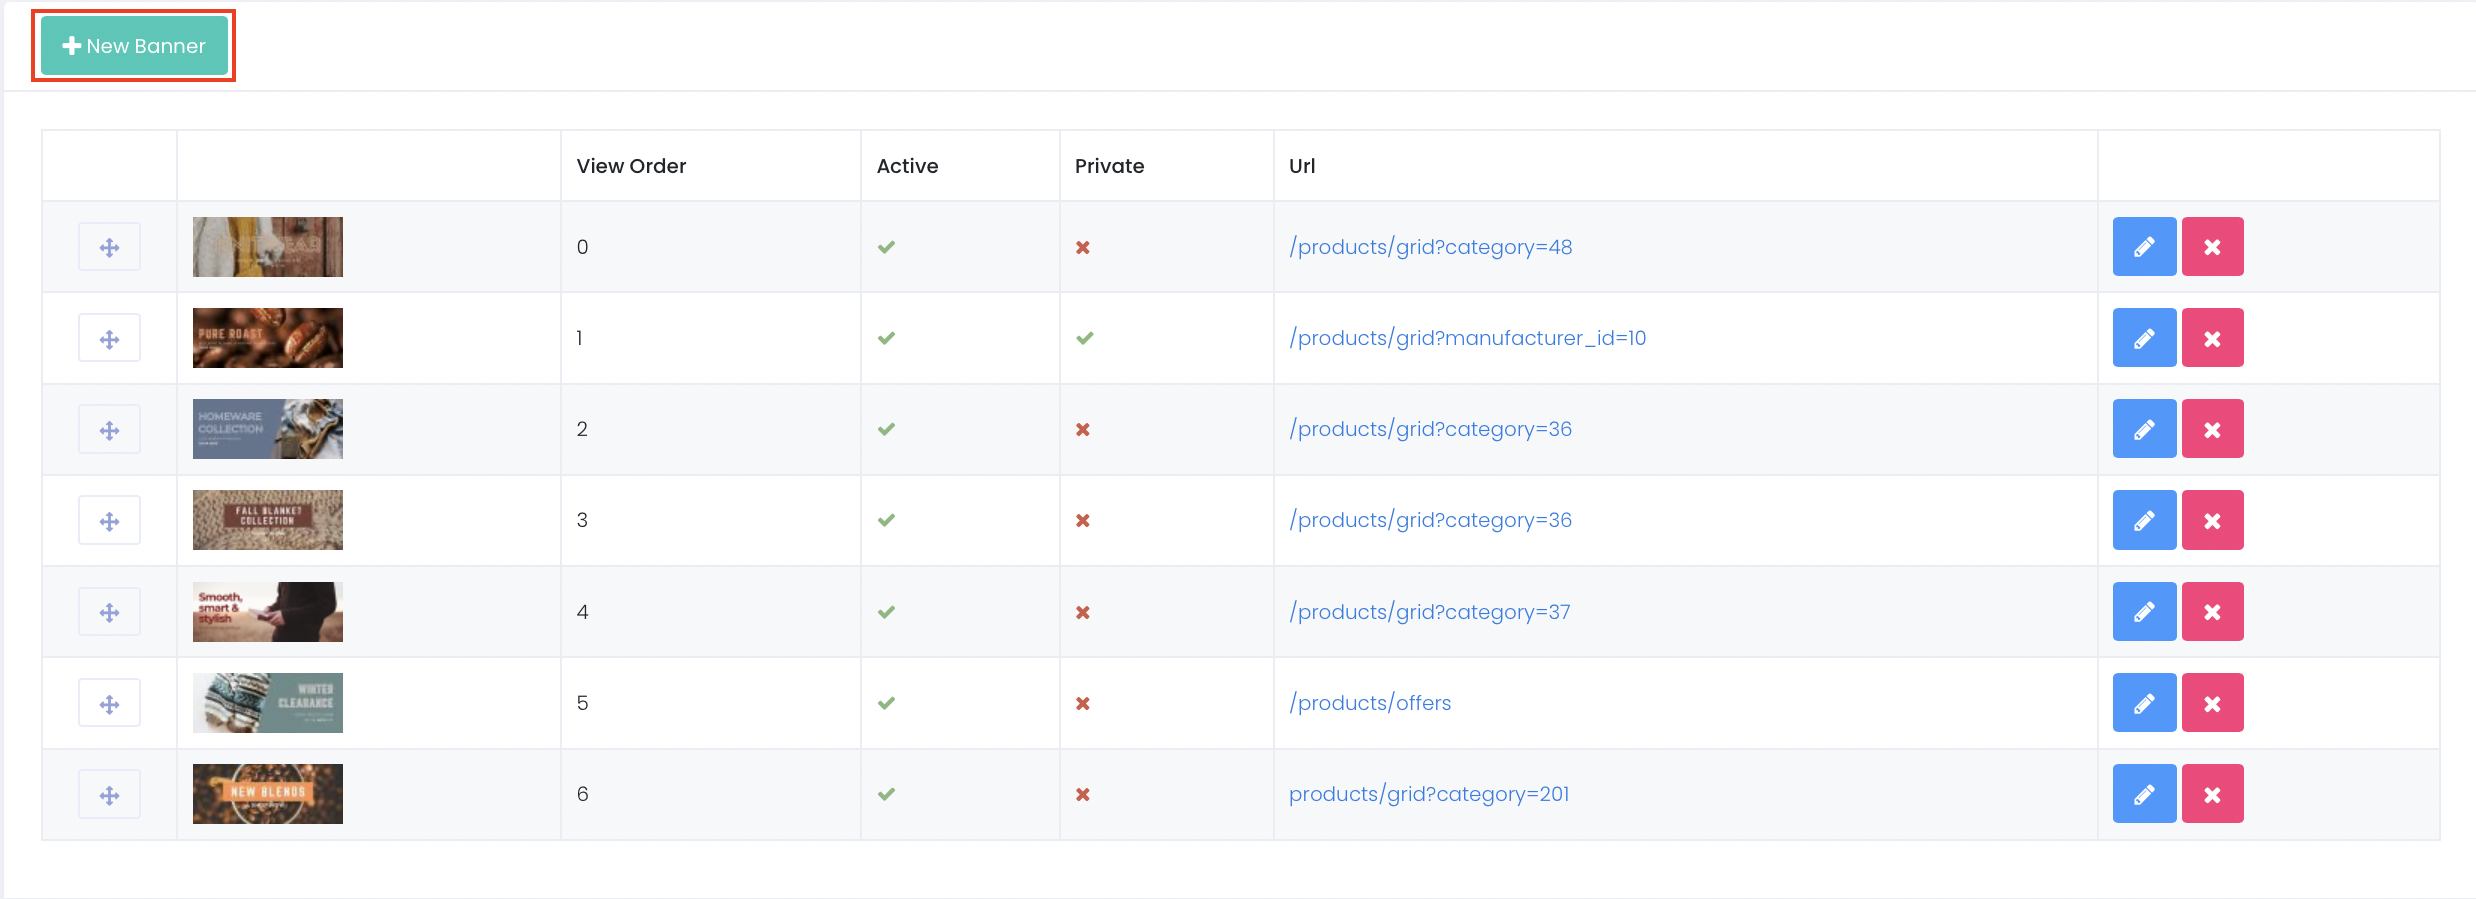 New Banner
View Order Active Private Url
0 /products/grid?category=48
PURE ROAST
1 /products/grid?manufacturer_id=10
HOMEWARE
COLLECTION
2 /products/grid?category=36
FALL BLANKET
COLLECTION
3 /products/grid?category=36
Smooth,
smart &
stylish
4 /products/grid?category=37
WINTER
CLEARANCE
5 /products/offers
NEW BLENDS
6 products/grid?category=201